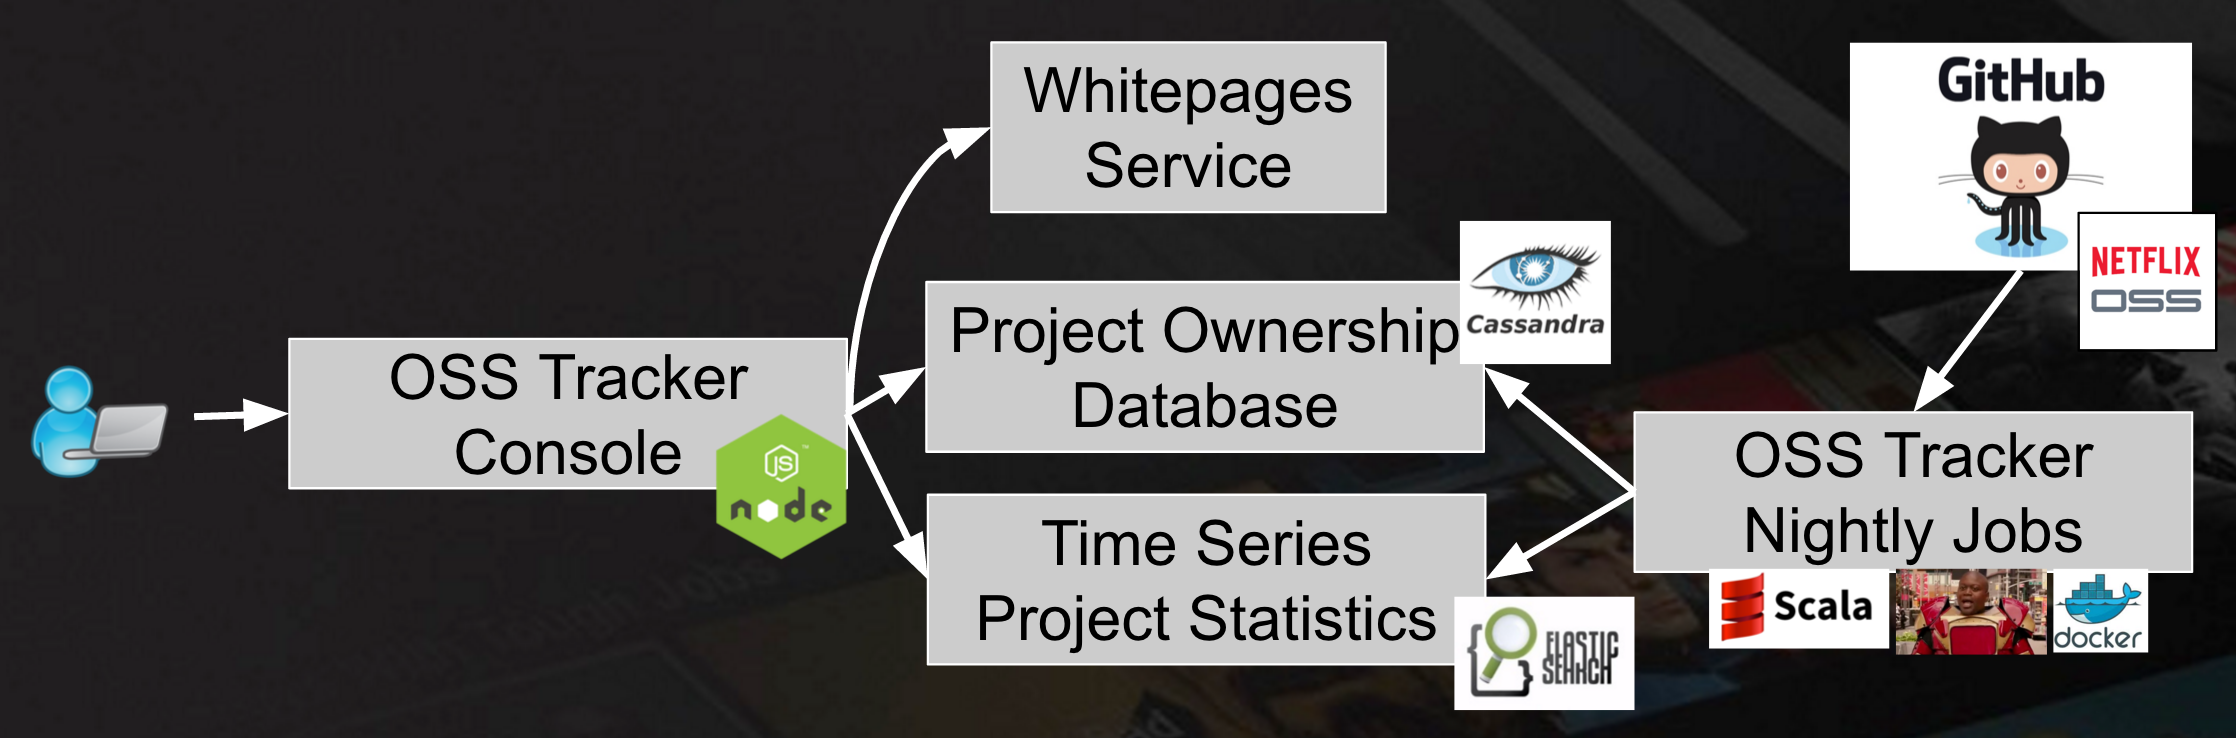 Whitepages
Service
GitHub
NETFLIX
OSS
Project Ownership
Database
Cassandra
OSS Tracker
Console
JS
node
Time Series
Project Statistics
ELASTIC
SEARCH
OSS Tracker
Nightly Jobs
Scala
docker